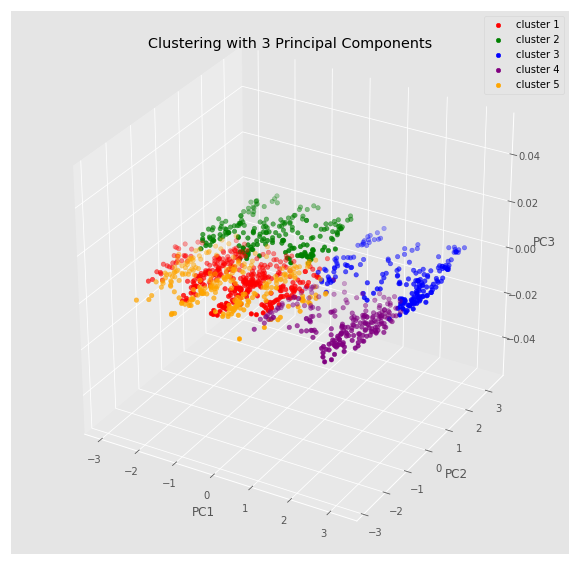 Clustering with 3 Principal Components
cluster 1
cluster 2
cluster 3
cluster 4
cluster 5
0.04
0.02
0.00
−0.02
−0.04
PC3
3
2
1
0
−1
−2
−3
PC2
−3
−2
−1
0
1
2
3
PC1